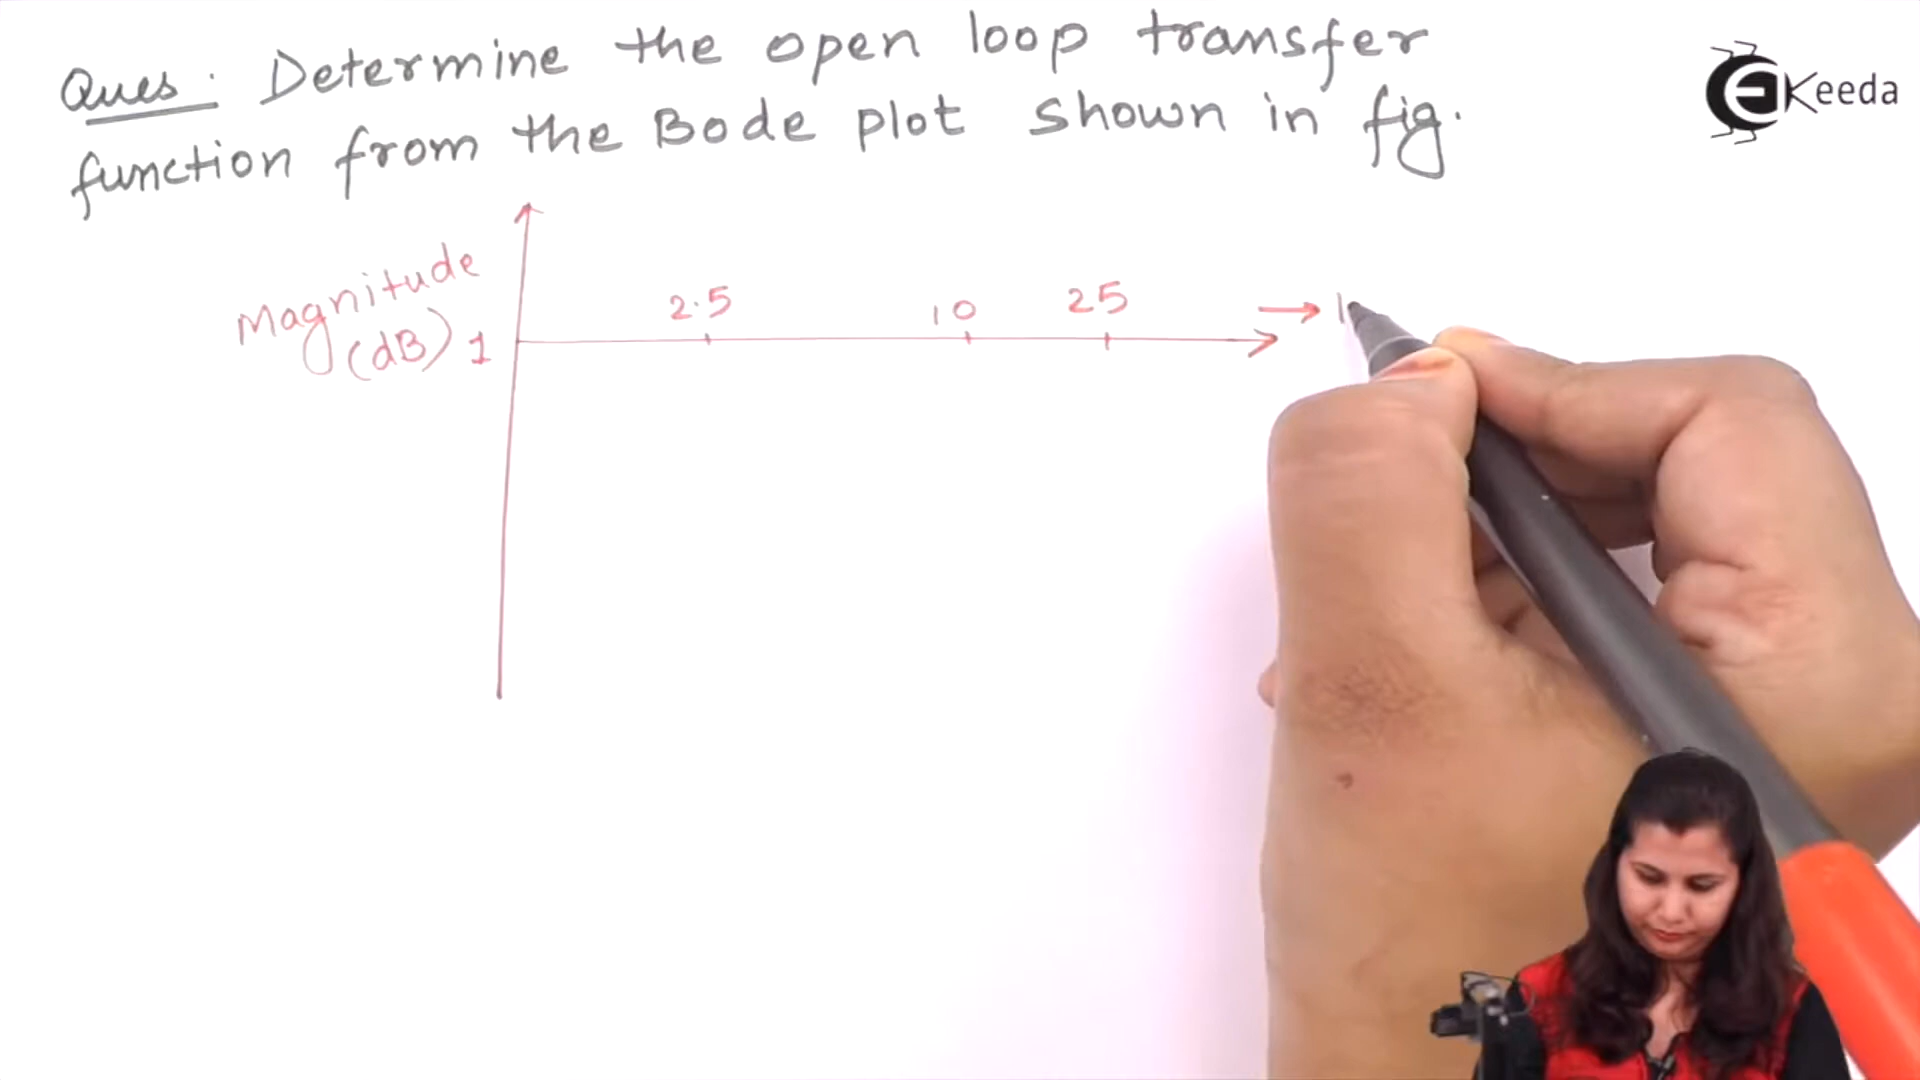 Ques: Determine the open loop transfer
function from the Bode plot shown in fig.
Keeda
Magnitude
(dB) 1
2.5 10 25